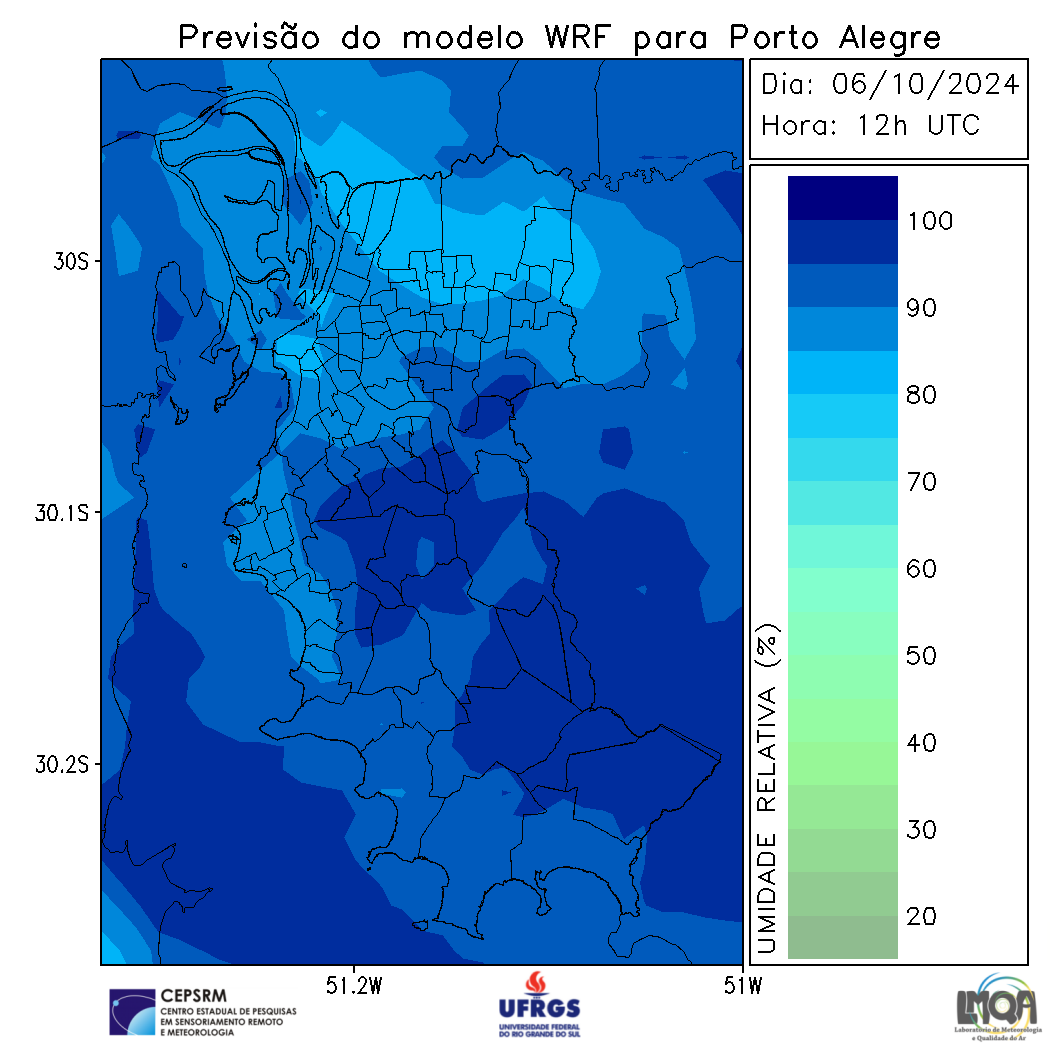 Previsão do modelo WRF para Porto Alegre
Dia: 06/10/2024
Hora: 12h UTC
100
90
80
70
60
50
40
30
20
UMIDADE RELATIVA (%)
30S
30.1S
30.2S
51.2W
51W
CEPSRM
CENTRO ESTADUAL DE PESQUISAS
EM SENSORIAMENTO REMOTO
E METEOROLOGIA
UFRGS
UNIVERSIDADE FEDERAL
DO RIO GRANDE DO SUL
LMQA
Laboratório de Meteorologia
e Qualidade do Ar